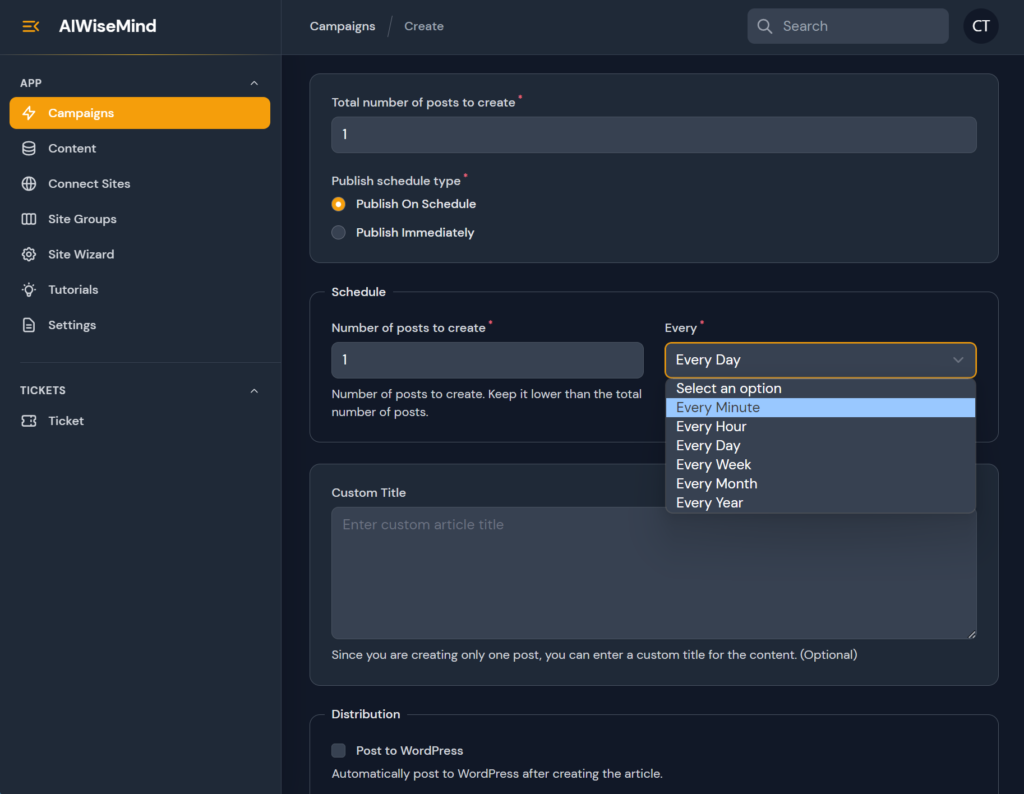 AIWiseMind
Campaigns / Create
Search
CT
APP
Campaigns
Content
Connect Sites
Site Groups
Site Wizard
Tutorials
Settings
TICKETS
Ticket
Total number of posts to create*
1
Publish schedule type*
Publish On Schedule
Publish Immediately
Schedule
Number of posts to create*
1
Number of posts to create. Keep it lower than the total
number of posts.
Every*
Every Day
Select an option
Every Minute
Every Hour
Every Day
Every Week
Every Month
Every Year
Custom Title
Enter custom article title
Since you are creating only one post, you can enter a custom title for the content. (Optional)
Distribution
Post to WordPress
Automatically post to WordPress after creating the article.